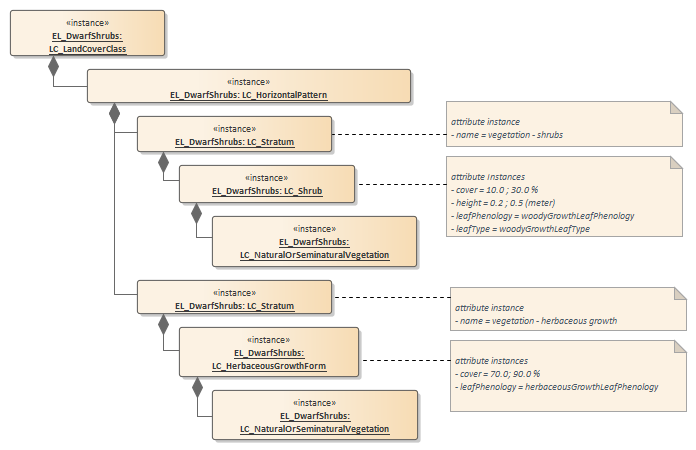 «instance»
EL_DwarfShrubs:
LC_LandCoverClass
«instance»
EL_DwarfShrubs: LC_HorizontalPattern
«instance»
EL_DwarfShrubs: LC_Stratum
attribute instance
- name = vegetation - shrubs
«instance»
EL_DwarfShrubs: LC_Shrub
attribute instances
- cover = 10.0 ; 30.0 %
- height = 0.2 ; 0.5 (meter)
- leafPhenology = woodyGrowthLeafPhenology
- leafType = woodyGrowthLeafType
«instance»
EL_DwarfShrubs:
LC_NaturalOrSeminaturalVegetation
«instance»
EL_DwarfShrubs: LC_Stratum
attribute instance
- name = vegetation - herbaceous growth
«instance»
EL_DwarfShrubs:
LC_HerbaceousGrowthForm
attribute instances
- cover = 70.0; 90.0 %
- leafPhenology = herbaceousGrowthLeafPhenology
«instance»
EL_DwarfShrubs:
LC_NaturalOrSeminaturalVegetation